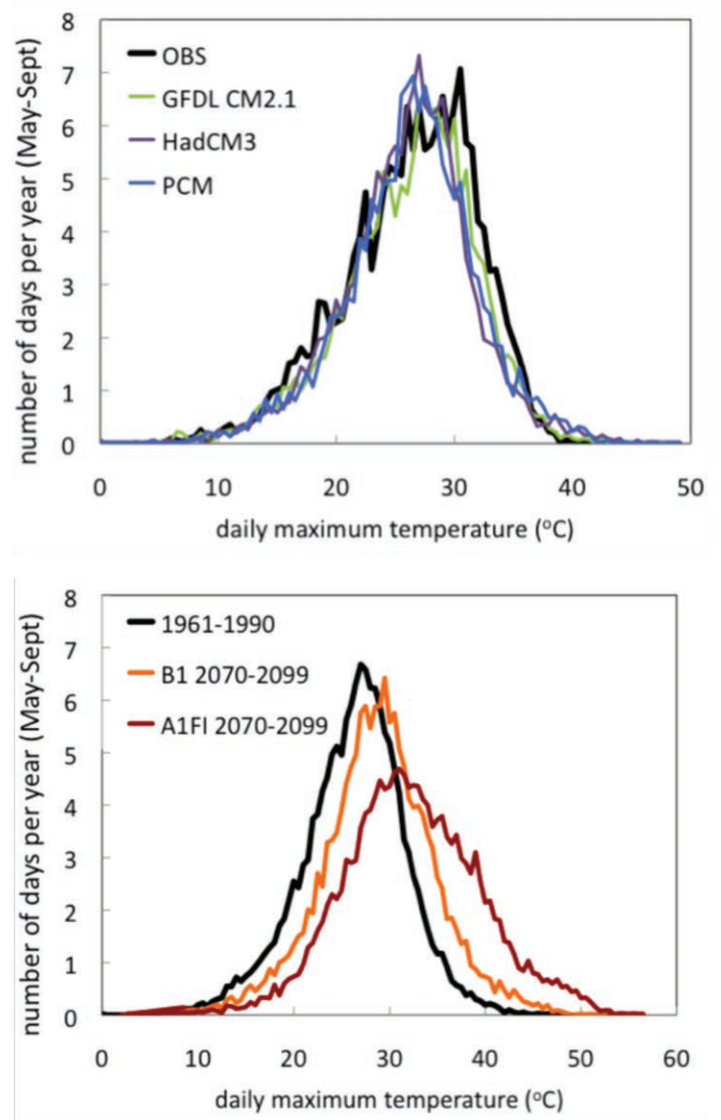 number of days per year (May-Sept)
8
7
6
5
4
3
2
1
0
OBS
GFDL CM2.1
HadCM3
PCM
0 10 20 30 40 50
daily maximum temperature (°C)
number of days per year (May-Sept)
8
7
6
5
4
3
2
1
0
1961-1990
B1 2070-2099
A1FI 2070-2099
0 10 20 30 40 50 60
daily maximum temperature (°C)